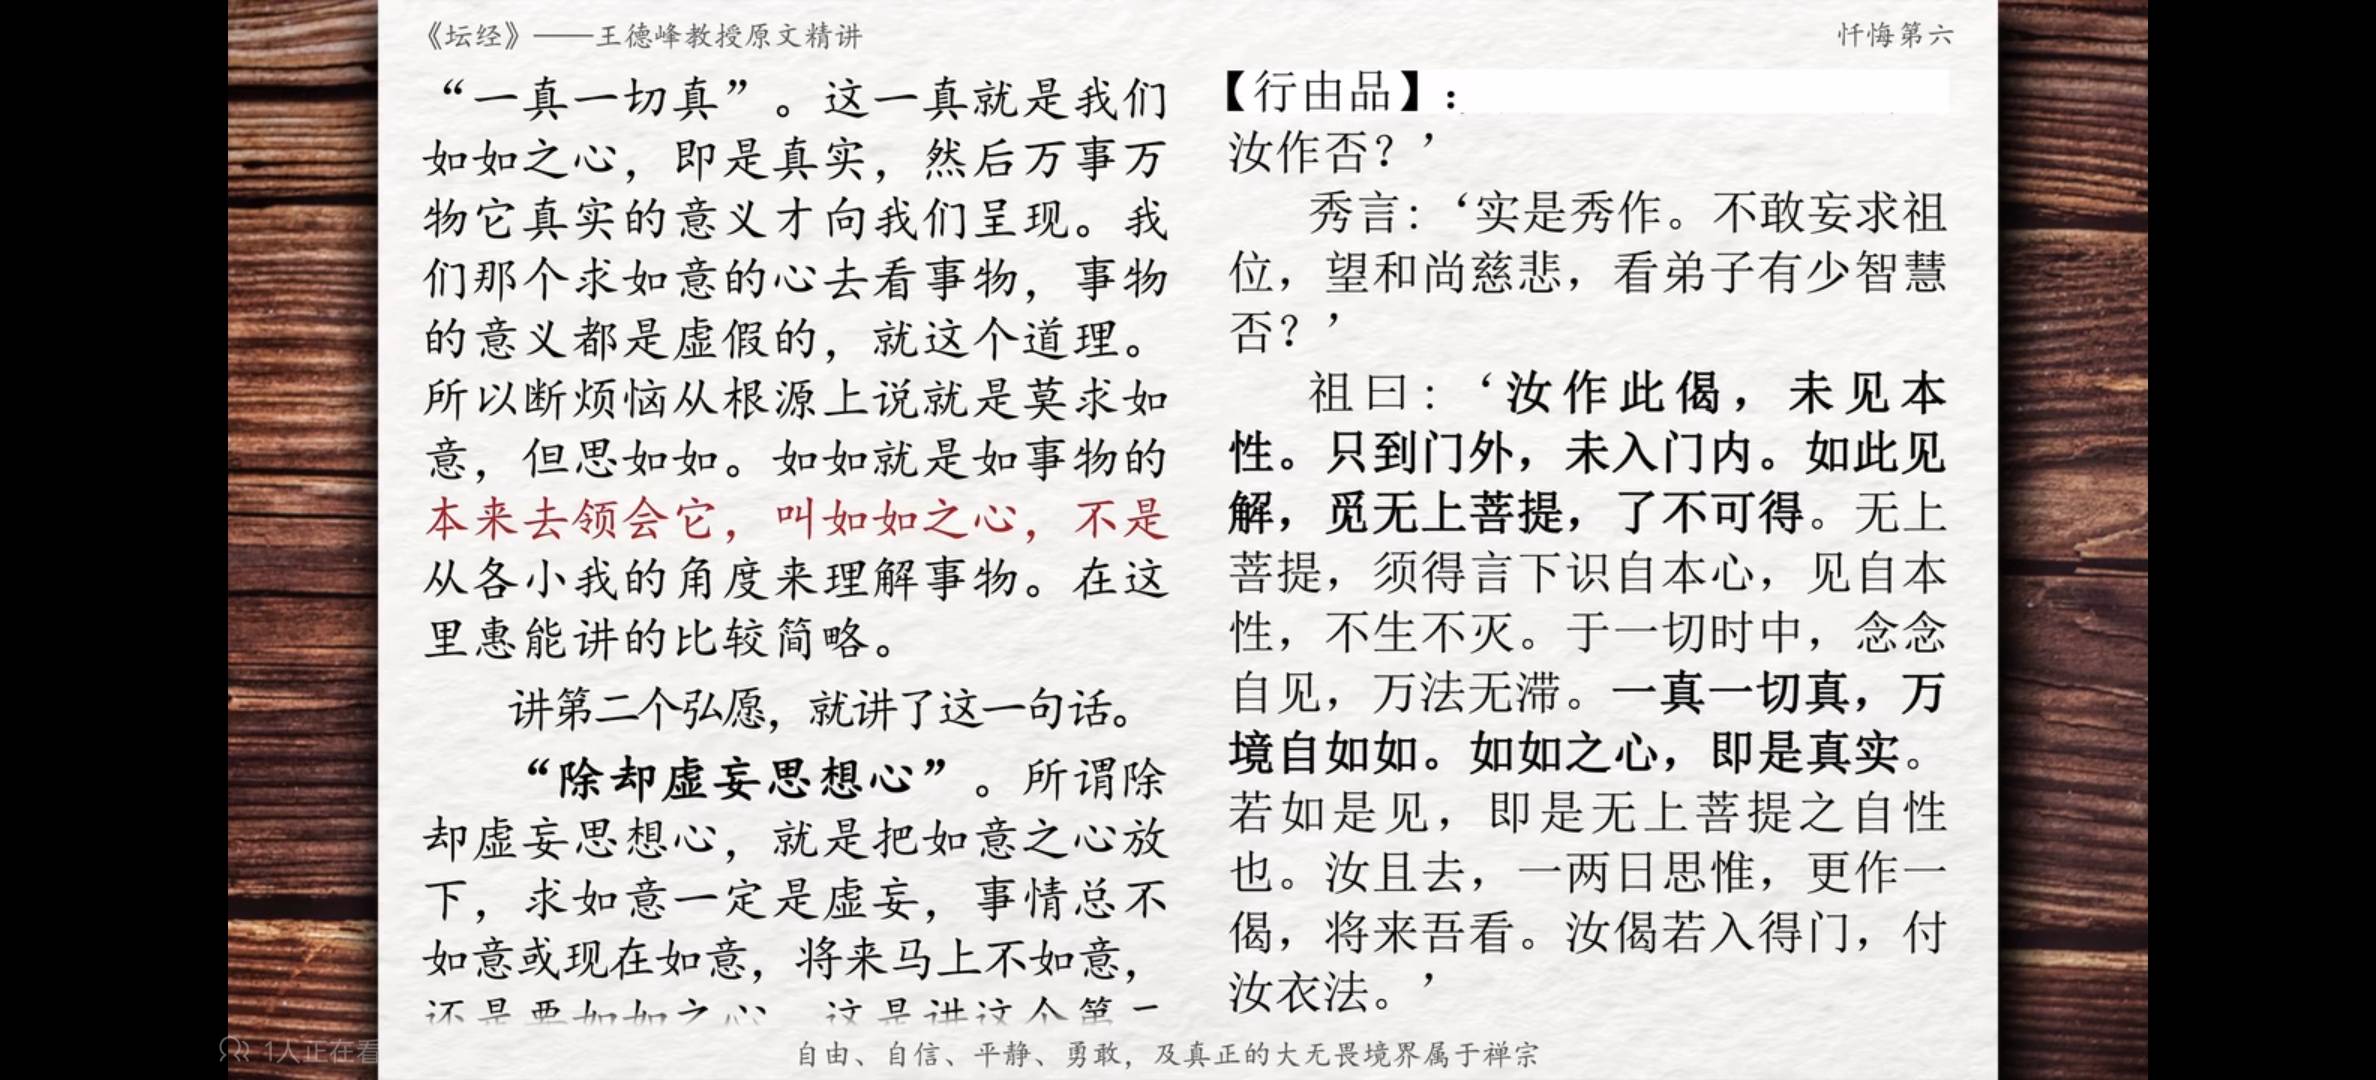 《坛经》——王德峰教授原文精讲
忏悔第六
“一真一切真”。这一真就是我们
如如之心，即是真实，然后万事万
物它真实的意义才向我们呈现。我
们那个求如意的心去看事物，事物
的意义都是虚假的，就这个道理。
所以断烦恼从根源上说就是莫求如
意，但思如如。如如就是如事物的
本来去领会它，叫如如之心，不是
从各小我的角度来理解事物。在这
里惠能讲的比较简略。
讲第二个弘愿，就讲了这一句话。
“除却虚妄思想心”。所谓除
却虚妄思想心，就是把如意之心放
下，求如意一定是虚妄，事情总不
如意或现在如意，将来马上不如意，
还是要如如之心 这是讲这个第二
【行由品】：
汝作否？’
秀言：‘实是秀作。不敢妄求祖
位，望和尚慈悲，看弟子有少智慧
否？’
祖曰：‘汝作此偈，未见本
性。只到门外，未入门内。如此见
解，觅无上菩提，了不可得。无上
菩提，须得言下识自本心，见自本
性，不生不灭。于一切时中，念念
自见，万法无滞。一真一切真，万
境自如如。如如之心，即是真实。
若如是见，即是无上菩提之自性
也。汝且去，一两日思惟，更作一
偈，将来吾看。汝偈若入得门，付
汝衣法。’
1人正在看
自由、自信、平静、勇敢，及真正的大无畏境界属于禅宗